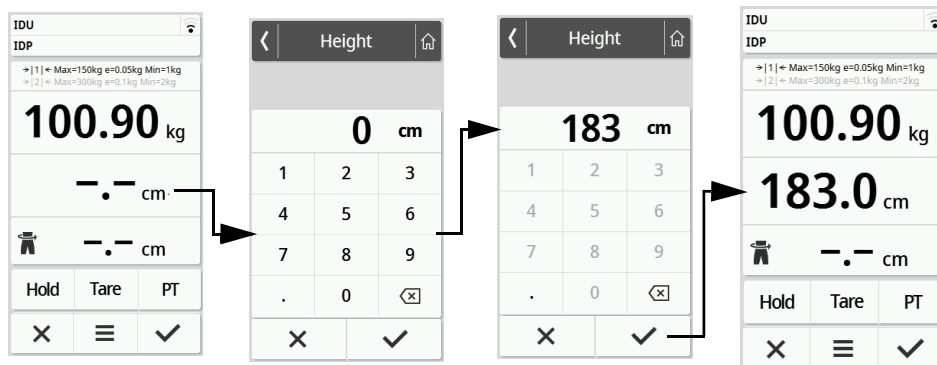 IDU
IDP
→|1|← Max=150kg e=0.05kg Min=1kg
→|2|← Max=300kg e=0.1kg Min=2kg
100.90 kg
–.– cm
–.– cm
Hold Tare PT
Height
0 cm
1 2 3
4 5 6
7 8 9
. 0
Height
183 cm
1 2 3
4 5 6
7 8 9
. 0
IDU
IDP
→|1|← Max=150kg e=0.05kg Min=1kg
→|2|← Max=300kg e=0.1kg Min=2kg
100.90 kg
183.0 cm
–.– cm
Hold Tare PT